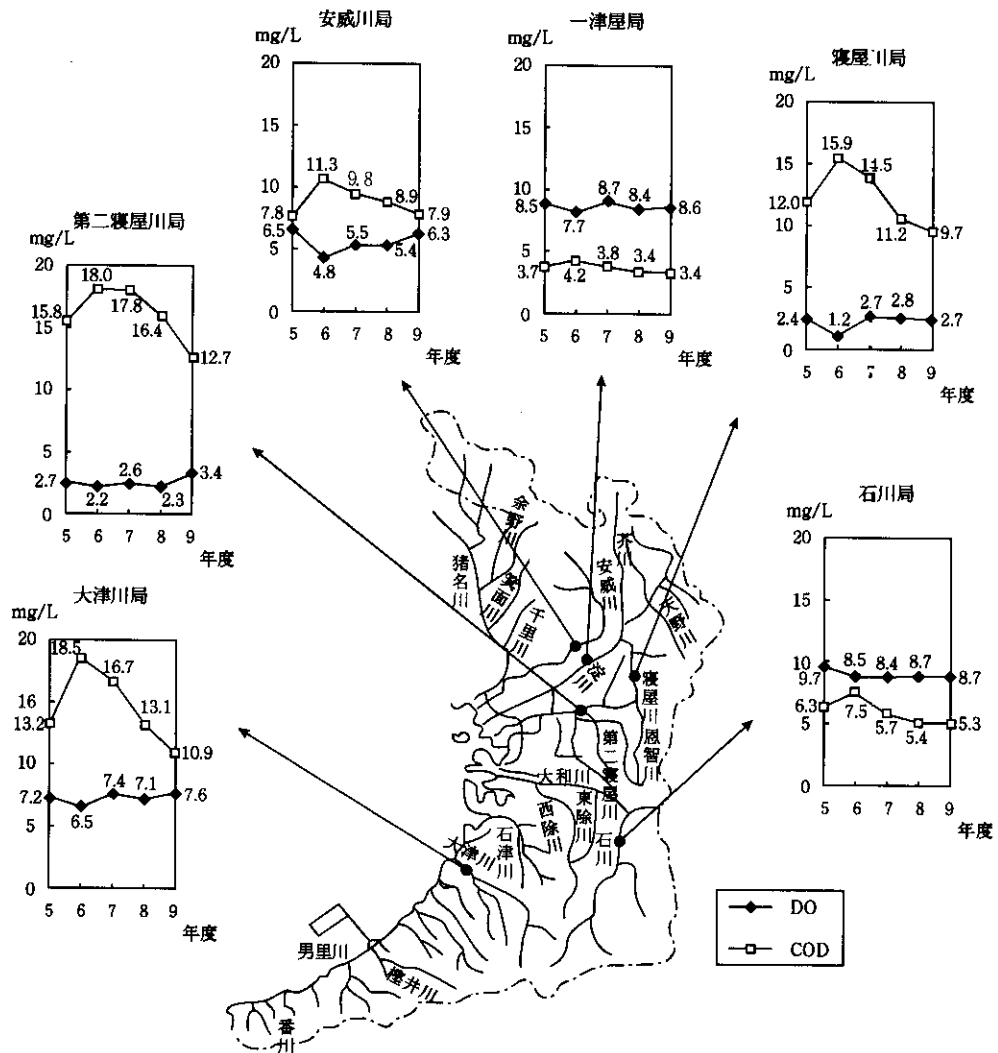 安威川局
mg/L
20
15
10
5
0
11.3
9.8
8.9
7.8
7.9
6.5
5.5
6.3
4.8
5.4
5 6 7 8 9
年度
一津屋局
mg/L
20
15
10
5
0
8.7
8.4
8.5
8.6
7.7
3.8
3.4
3.7
4.2
3.4
5 6 7 8 9
年度
寝屋川局
mg/L
20
15
10
5
0
15.9
14.5
12.0
11.2
9.7
2.7
2.8
2.4
1.2
2.7
5 6 7 8 9
年度
第二寝屋川局
mg/L
20
15
10
5
0
18.0
15.8
17.8
16.4
12.7
2.6
3.4
2.7
2.2
2.3
5 6 7 8 9
年度
大津川局
mg/L
20
16
10
5
0
18.5
16.7
13.2
13.1
10.9
7.4
7.1
7.6
7.2
6.5
5 6 7 8 9
年度
石川局
mg/L
20
15
10
5
0
9.7
8.5
8.4
8.7
8.7
6.3
7.5
5.7
5.4
5.3
5 6 7 8 9
年度
余野川
猪名川
箕面川
千里川
安威川
芥川
天野川
淀川
寝屋川
恩智川
第二寝屋川
大和川
東除川
西除川
石川
石津川
大津川
男里川
樫井川
番川
DO
COD